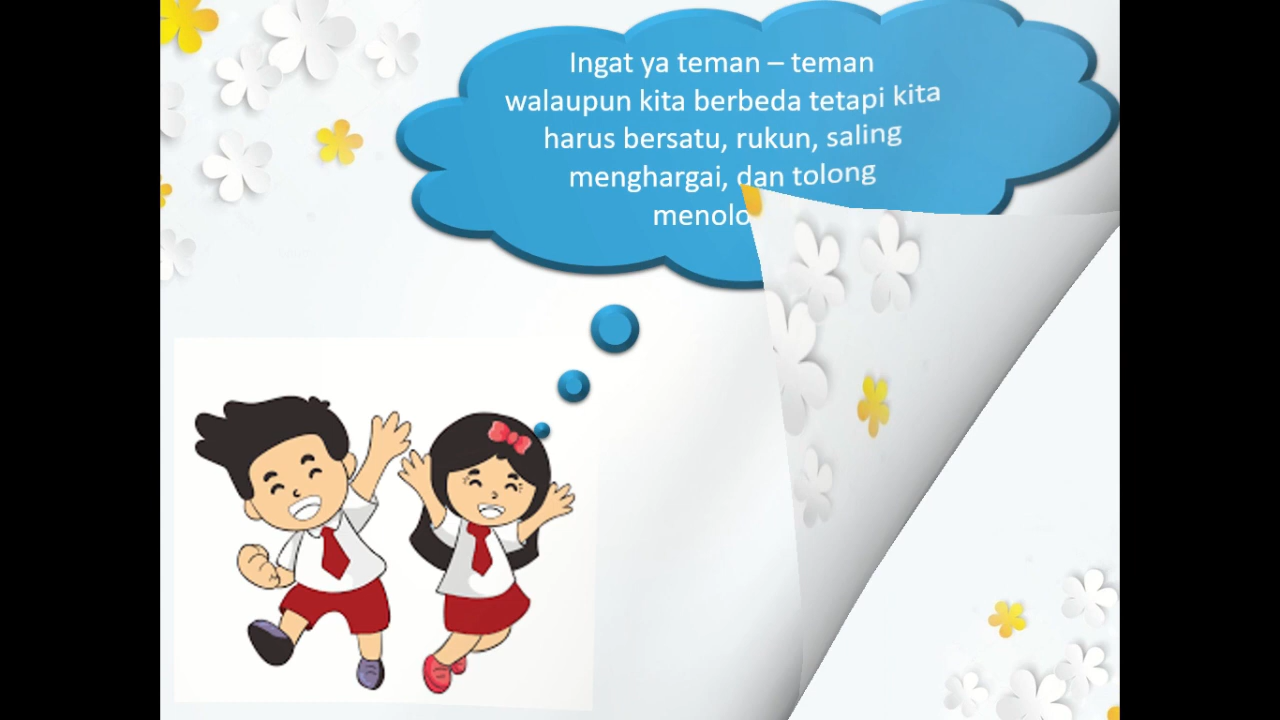 Ingat ya teman – teman
walaupun kita berbeda tetapi kita
harus bersatu, rukun, saling
menghargai, dan tolong